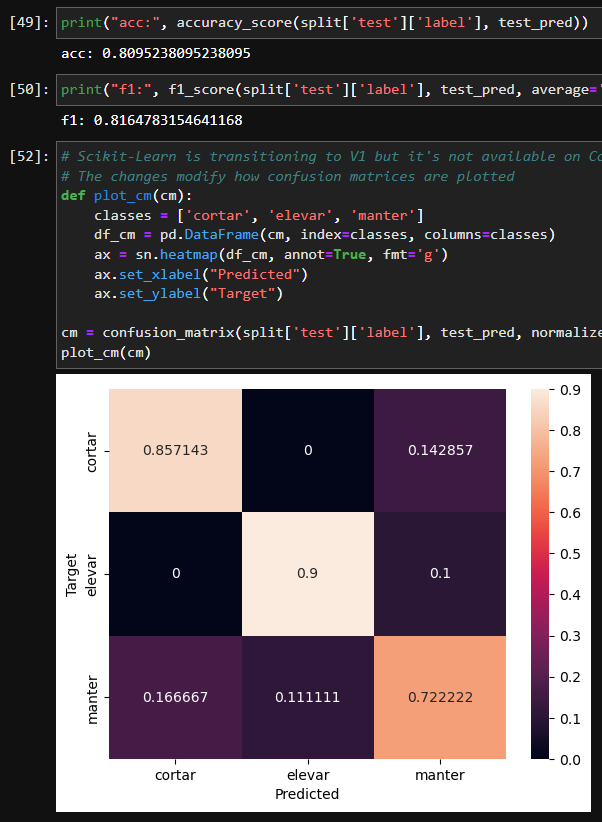 [49]: print("acc:", accuracy_score(split['test']['label'], test_pred))
acc: 0.8095238095238095
[50]: print("f1:", f1_score(split['test']['label'], test_pred, average='
f1: 0.8164783154641168
[52]: # Scikit-Learn is transitioning to V1 but it's not available on Co
# The changes modify how confusion matrices are plotted
def plot_cm(cm):
    classes = ['cortar', 'elevar', 'manter']
    df_cm = pd.DataFrame(cm, index=classes, columns=classes)
    ax = sn.heatmap(df_cm, annot=True, fmt='g')
    ax.set_xlabel("Predicted")
    ax.set_ylabel("Target")
cm = confusion_matrix(split['test']['label'], test_pred, normalize
plot_cm(cm)
cortar 0.857143 0 0.142857
elevar 0 0.9 0.1
manter 0.166667 0.111111 0.722222
Target
cortar elevar manter
Predicted
0.9
0.8
0.7
0.6
0.5
0.4
0.3
0.2
0.1
0.0